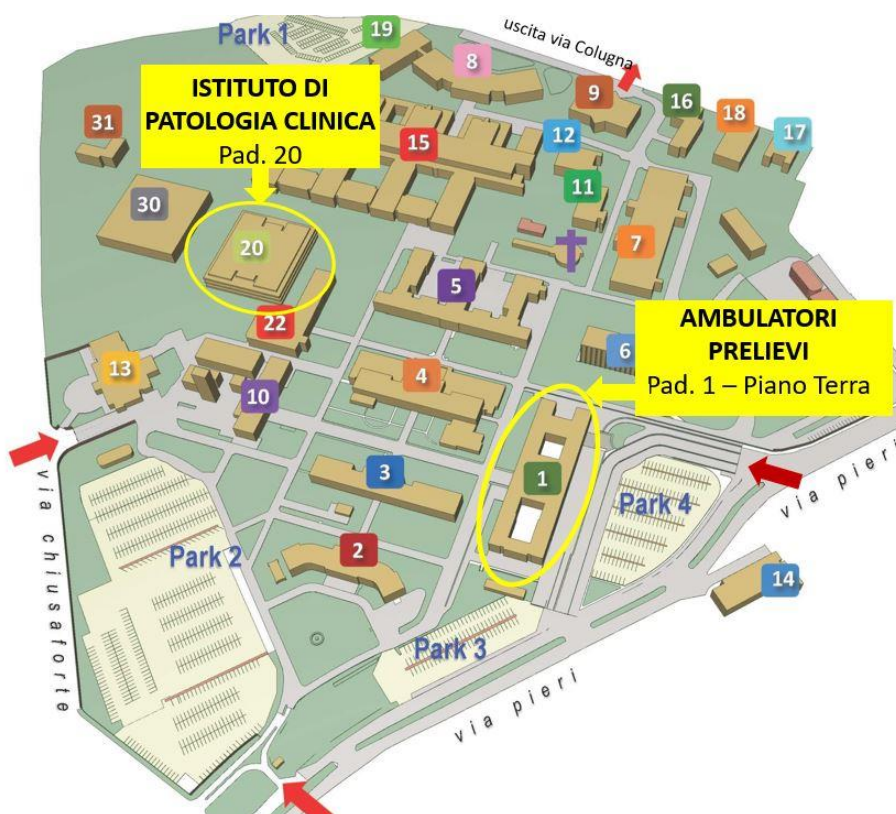 Park 1
19
8
uscita via Colugna
ISTITUTO DI
PATOLOGIA CLINICA
Pad. 20
9
16
18
17
31
15
12
11
30
20
7
5
22
AMBULATORI
PRELIEVI
Pad. 1 – Piano Terra
6
13
4
10
3
1
Park 4
via pieri
via chiusaforte
Park 2
2
14
Park 3
via pieri